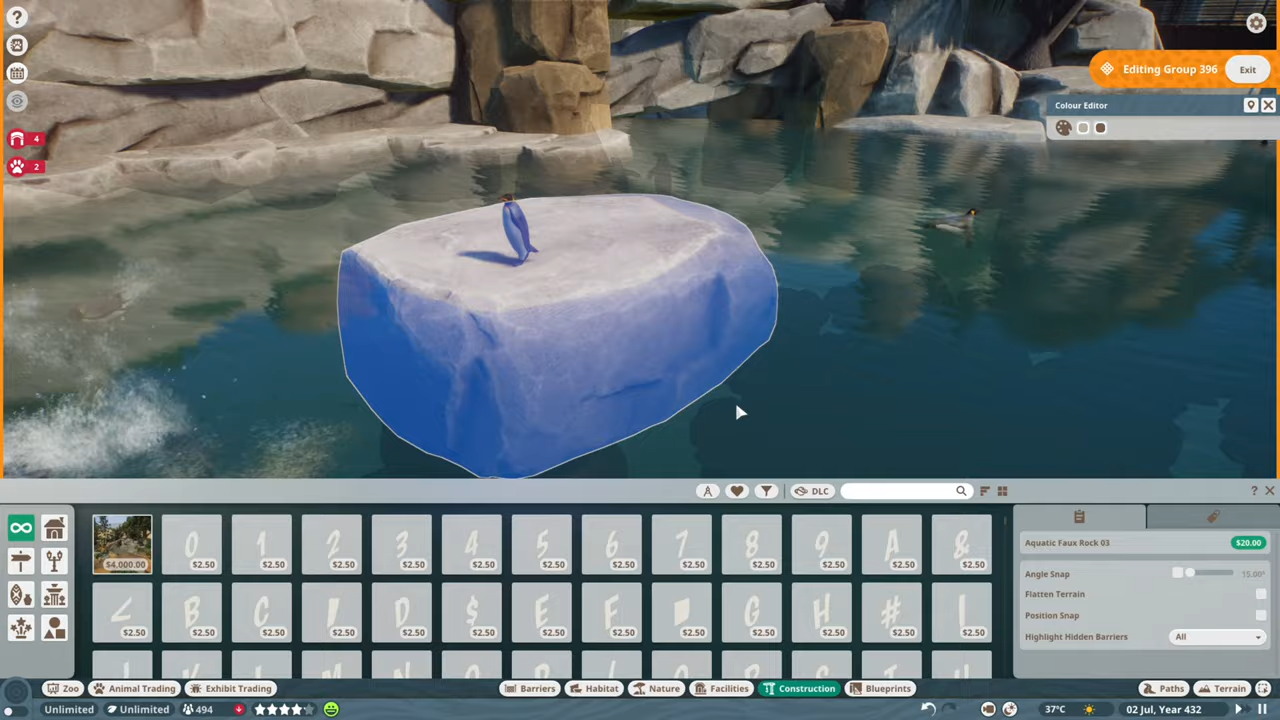 ?
Editing Group 396 Exit
Colour Editor
4
2
DLC
?
$4,000.00 0 $2.50 1 $2.50 2 $2.50 3 $2.50 4 $2.50 5 $2.50 6 $2.50 7 $2.50 8 $2.50 9 $2.50 A $2.50 & $2.50
< $2.50 B $2.50 C $2.50 $2.50 D $2.50 $ $2.50 E $2.50 F $2.50 $2.50 G $2.50 H $2.50 # $2.50 $2.50
Aquatic Faux Rock 03 $20.00
Angle Snap 15.00°
Flatten Terrain
Position Snap
Highlight Hidden Barriers All
Zoo Animal Trading Exhibit Trading Barriers Habitat Nature Facilities Construction Blueprints Paths Terrain
Unlimited Unlimited 494 37°C 02 Jul, Year 432